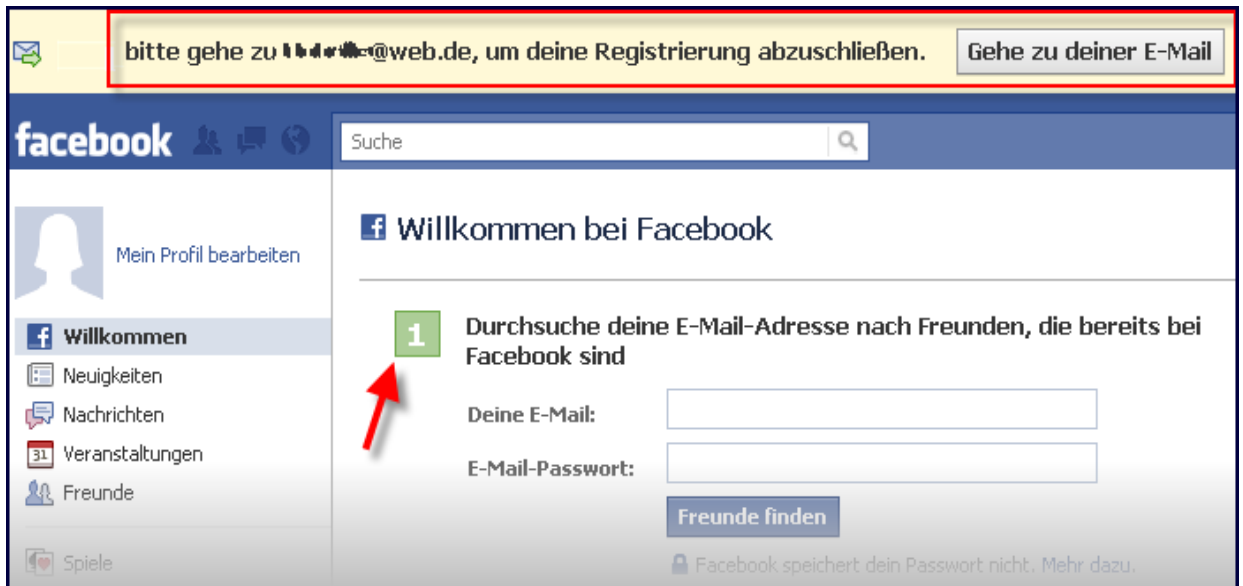 bitte gehe zu @web.de, um deine Registrierung abzuschließen.
Gehe zu deiner E-Mail
facebook
Suche
Willkommen bei Facebook
Mein Profil bearbeiten
1
Durchsuche deine E-Mail-Adresse nach Freunden, die bereits bei
Facebook sind
Willkommen
Neuigkeiten
Nachrichten
31 Veranstaltungen
Freunde
Spiele
Deine E-Mail:
E-Mail-Passwort:
Freunde finden
Facebook speichert dein Passwort nicht. Mehr dazu.